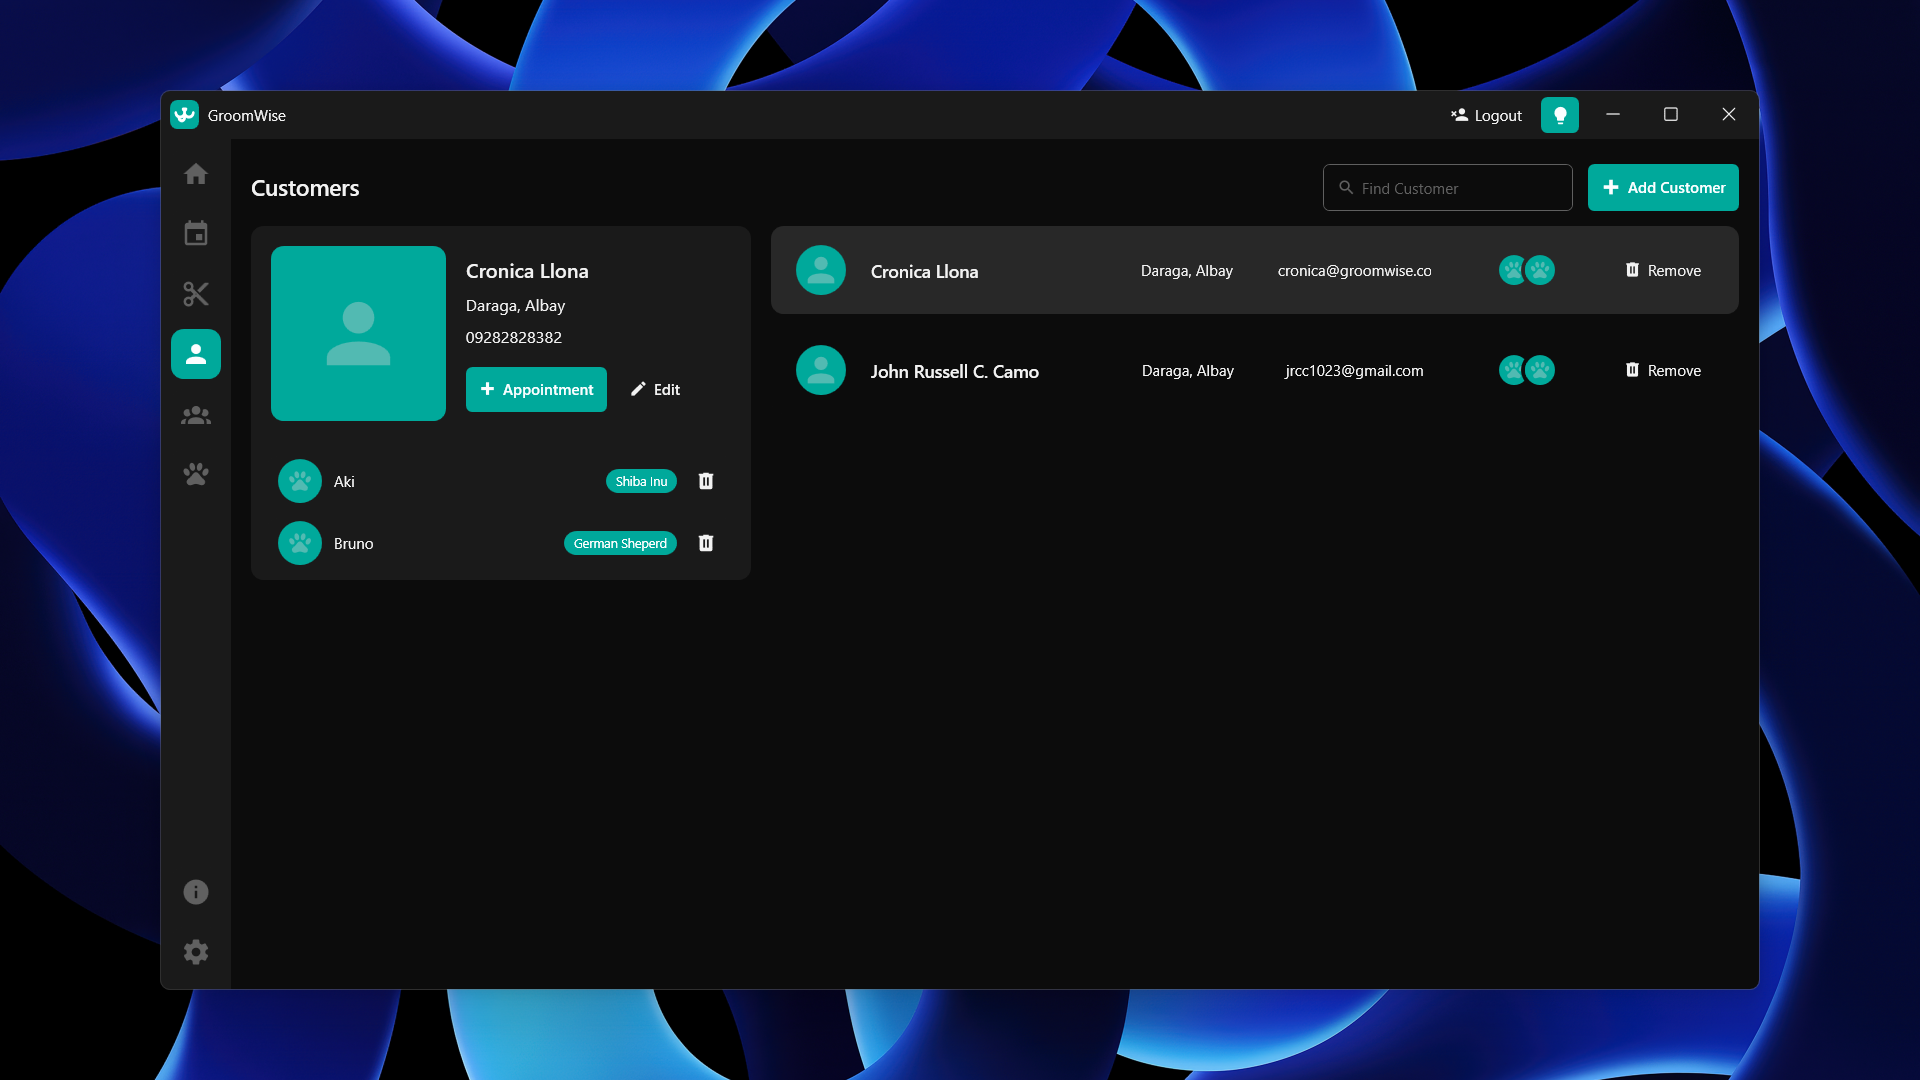 GroomWise
Logout
Customers
Find Customer
Add Customer
Cronica Llona
Daraga, Albay
09282828382
Appointment
Edit
Aki
Shiba Inu
Bruno
German Sheperd
Cronica Llona
Daraga, Albay
cronica@groomwise.co
Remove
John Russell C. Camo
Daraga, Albay
jrcc1023@gmail.com
Remove